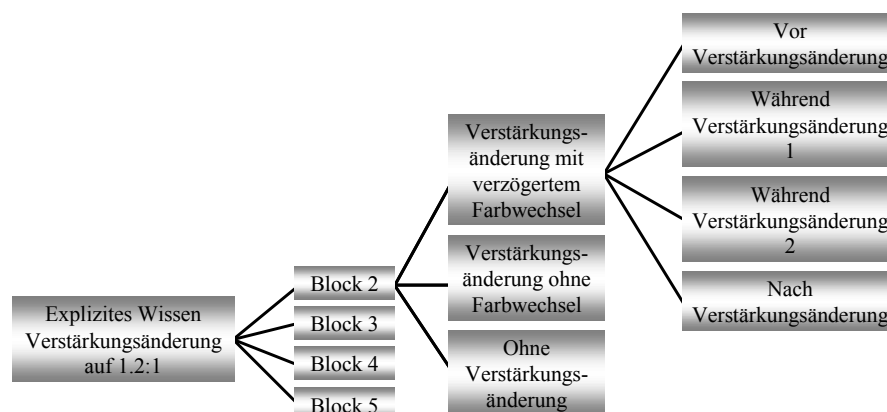 Explizites Wissen
Verstärkungsänderung
auf 1.2:1
Block 2
Block 3
Block 4
Block 5
Verstärkungs-
änderung mit
verzögertem
Farbwechsel
Verstärkungs-
änderung ohne
Farbwechsel
Ohne
Verstärkungs-
änderung
Vor
Verstärkungsänderung
Während
Verstärkungsänderung
1
Während
Verstärkungsänderung
2
Nach
Verstärkungsänderung